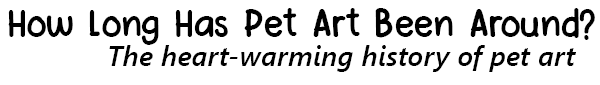 How Long Has Pet Art Been Around?
The heart-warming history of pet art